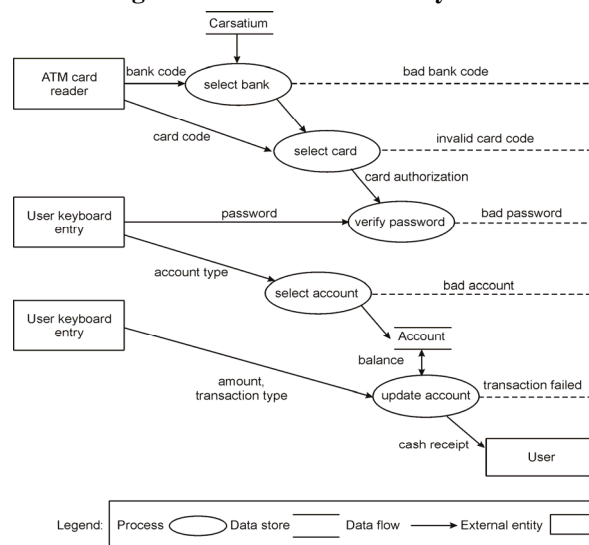 Carsatium
ATM card
reader
bank code
select bank
bad bank code
card code
select card
invalid card code
card authorization
User keyboard
entry
password
verify password
bad password
account type
select account
bad account
User keyboard
entry
Account
balance
amount,
transaction type
update account
transaction failed
cash receipt
User
Legend: Process Data store Data flow External entity